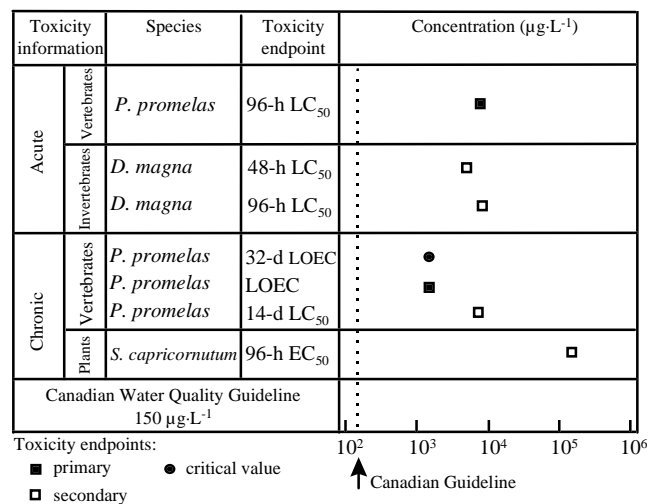 Toxicity information
Species
Toxicity endpoint
Concentration (µg·L⁻¹)
Acute
Vertebrates
P. promelas
96-h LC₅₀
Invertebrates
D. magna
48-h LC₅₀
D. magna
96-h LC₅₀
Chronic
Vertebrates
P. promelas
32-d LOEC
P. promelas
LOEC
P. promelas
14-d LC₅₀
Plants
S. capricornutum
96-h EC₅₀
Canadian Water Quality Guideline
150 µg·L⁻¹
10² 10³ 10⁴ 10⁵ 10⁶
Toxicity endpoints:
primary
critical value
secondary
Canadian Guideline